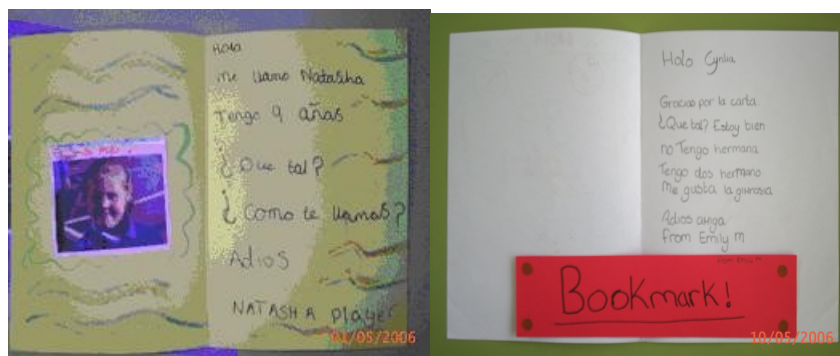 Hola
me llamo Natasha
Tengo 9 años
¿Que tal?
¿Como te llamas?
Adios
NATASHA player
01/05/2006
Holo
Gracias por la carta
¿Que tal? Estoy bien
no Tengo hermana
Tengo dos hermano
Me gusta la
Adios amiga
From Emily M
Bookmark!
10/05/2006